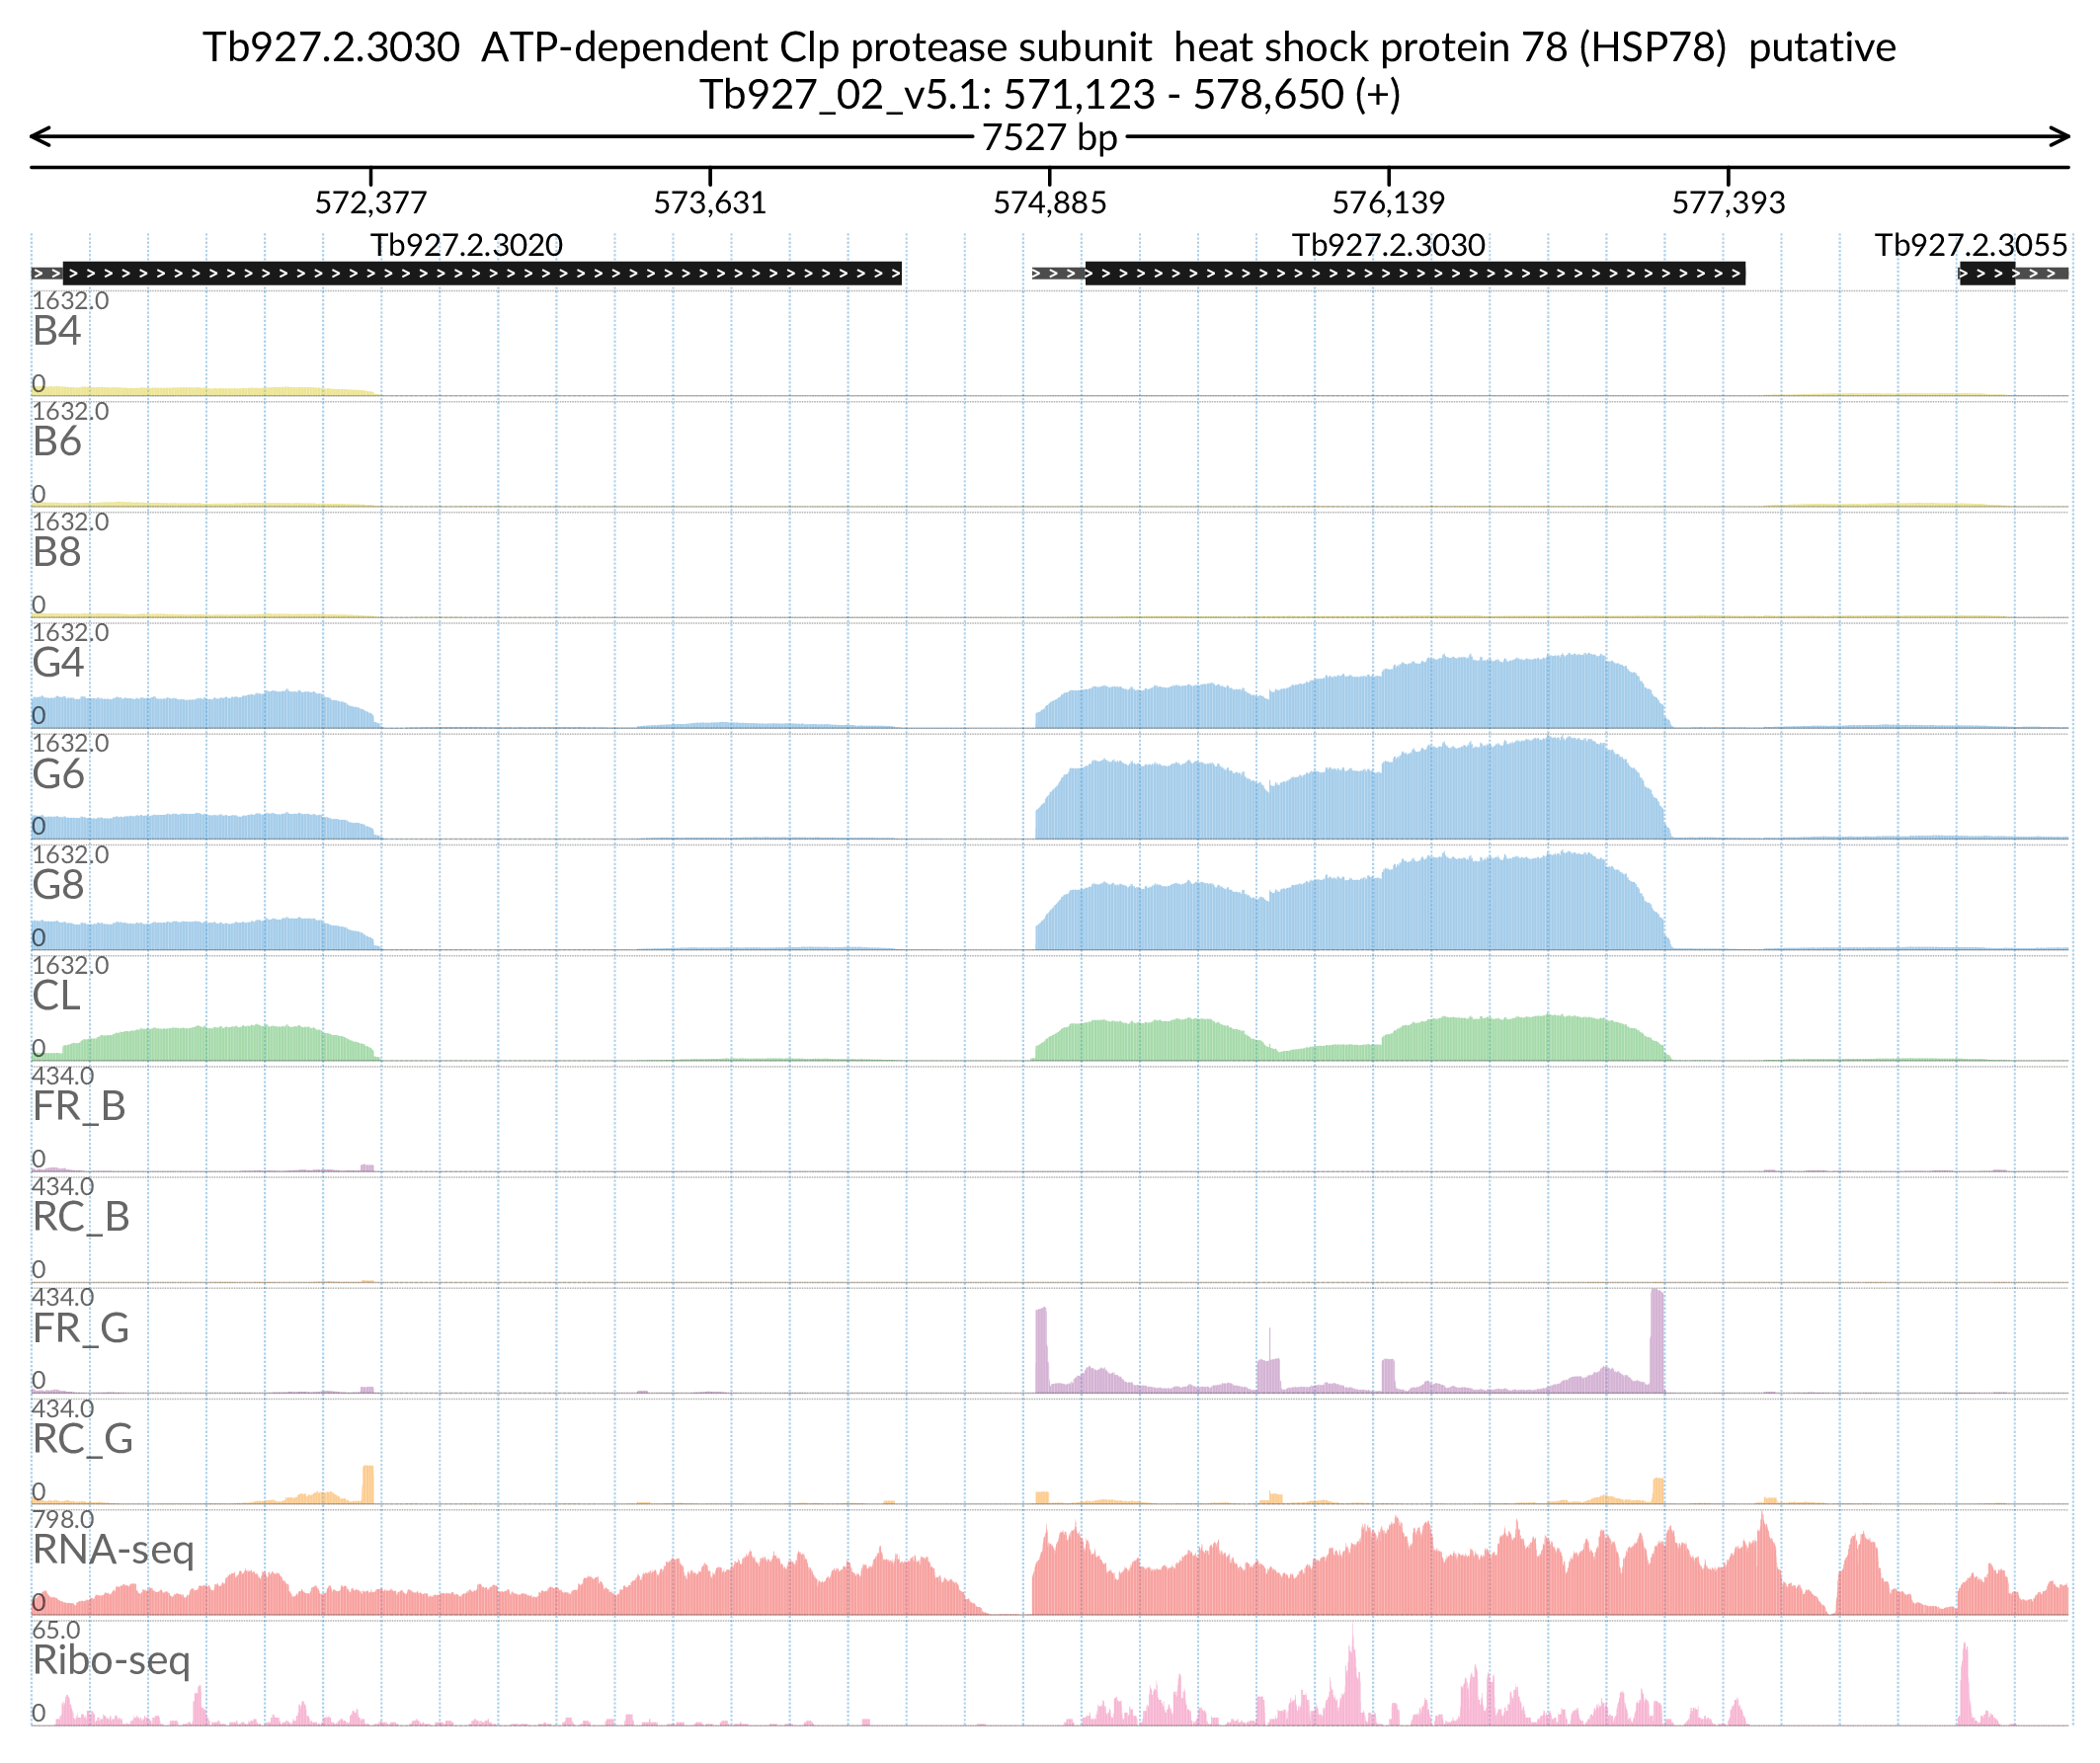 Tb927.2.3030  ATP-dependent Clp protease subunit  heat shock protein 78 (HSP78)  putative
Tb927_02_v5.1: 571,123 - 578,650 (+)
7527 bp
572,377 573,631 574,885 576,139 577,393
Tb927.2.3020 Tb927.2.3030 Tb927.2.3055
1632.0
B4
0
1632.0
B6
0
1632.0
B8
0
1632.0
G4
0
1632.0
G6
0
1632.0
G8
0
1632.0
CL
0
434.0
FR_B
0
434.0
RC_B
0
434.0
FR_G
0
434.0
RC_G
0
798.0
RNA-seq
0
65.0
Ribo-seq
0